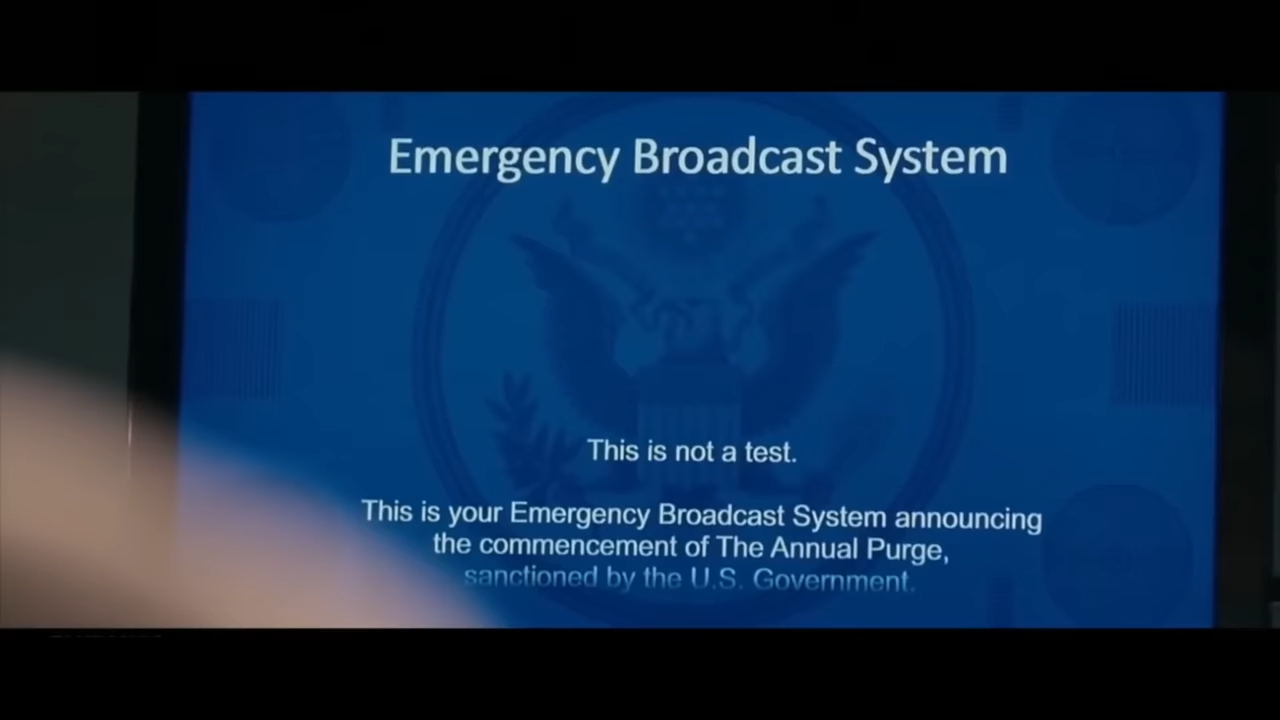 Emergency Broadcast System
This is not a test.
This is your Emergency Broadcast System announcing
the commencement of The Annual Purge,
sanctioned by the U.S. Government.